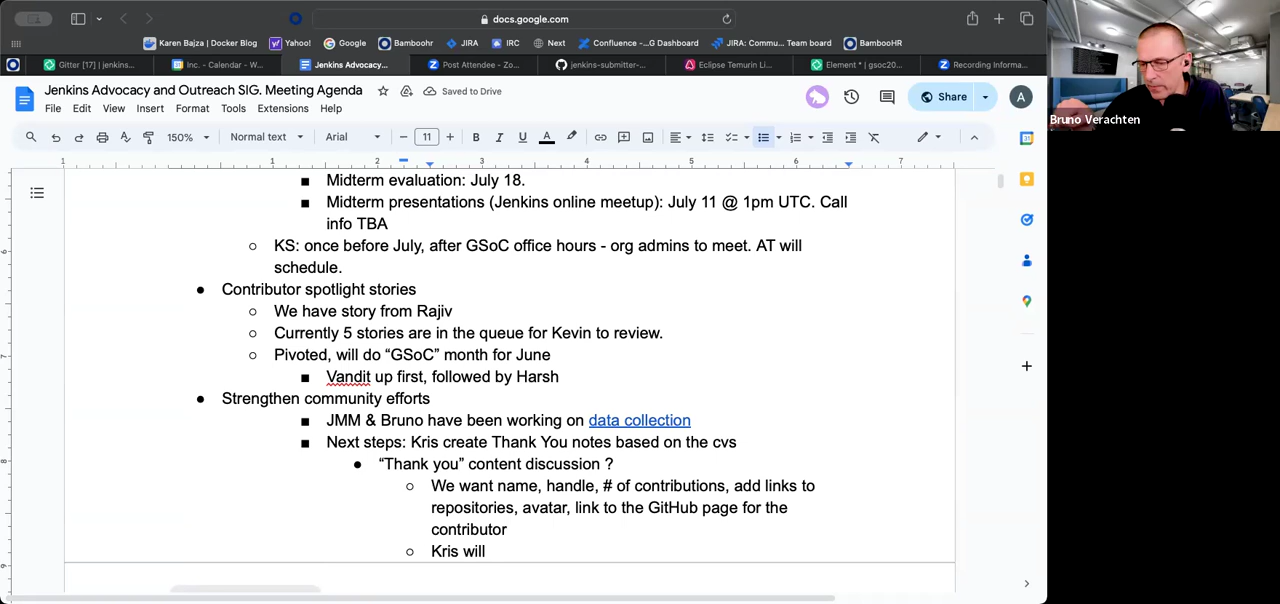 docs.google.com
Karen Bajza | Docker Blog
Yahoo!
Google
Bamboohr
JIRA
IRC
Next
Confluence ...G Dashboard
JIRA: Commu... Team board
BambooHR
Gitter [17] | jenkins...
Inc. - Calendar - W...
Jenkins Advocacy...
Post Attendee - Zo...
jenkins-submitter-...
Eclipse Temurin Li...
Element * | gsoc20...
Recording Informa...
Jenkins Advocacy and Outreach SIG. Meeting Agenda
Saved to Drive
File Edit View Insert Format Tools Extensions Help
Share
A
150%
Normal text
Arial
11
B I U A
1 1 2 3 4 5 6 7
Midterm evaluation: July 18.
Midterm presentations (Jenkins online meetup): July 11 @ 1pm UTC. Call
info TBA
KS: once before July, after GSoC office hours - org admins to meet. AT will
schedule.
Contributor spotlight stories
We have story from Rajiv
Currently 5 stories are in the queue for Kevin to review.
Pivoted, will do “GSoC” month for June
Vandit up first, followed by Harsh
Strengthen community efforts
JMM & Bruno have been working on data collection
Next steps: Kris create Thank You notes based on the cvs
“Thank you” content discussion ?
We want name, handle, # of contributions, add links to
repositories, avatar, link to the GitHub page for the
contributor
Kris will
Bruno Verachten